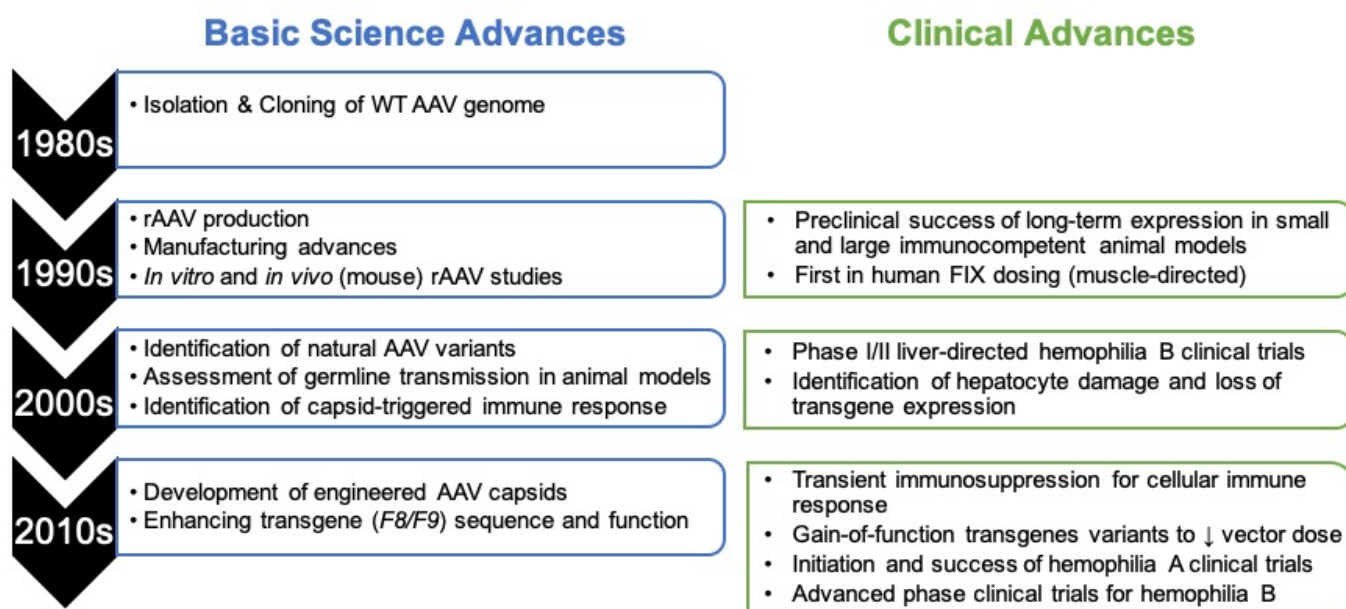 Basic Science Advances
Clinical Advances
1980s
• Isolation & Cloning of WT AAV genome
1990s
• rAAV production
• Manufacturing advances
• In vitro and in vivo (mouse) rAAV studies
• Preclinical success of long-term expression in small
and large immunocompetent animal models
• First in human FIX dosing (muscle-directed)
2000s
• Identification of natural AAV variants
• Assessment of germline transmission in animal models
• Identification of capsid-triggered immune response
• Phase I/II liver-directed hemophilia B clinical trials
• Identification of hepatocyte damage and loss of
transgene expression
2010s
• Development of engineered AAV capsids
• Enhancing transgene (F8/F9) sequence and function
• Transient immunosuppression for cellular immune
response
• Gain-of-function transgenes variants to ↓ vector dose
• Initiation and success of hemophilia A clinical trials
• Advanced phase clinical trials for hemophilia B